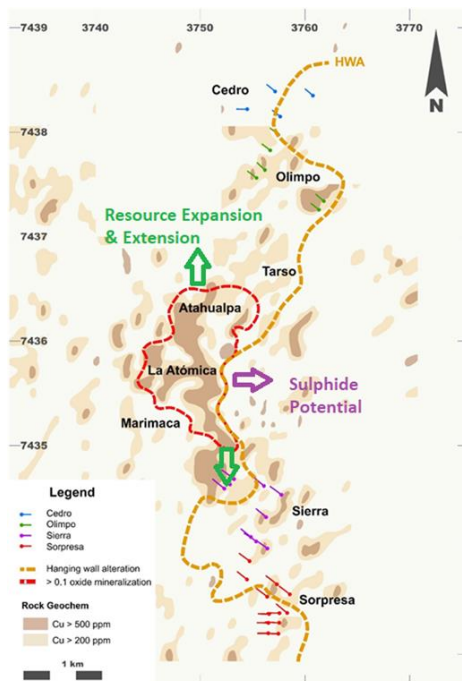 3750
3760
3770
7439
HWA
Cedro
N
7438
Olimpo
Resource Expansion
& Extension
7437
Tarso
Atahualpa
7436
La Atómica
Sulphide
Potential
Marimaca
7435
Sierra
Sorpresa
Legend
Cedro
Olimpo
Sierra
Sorpresa
Hanging wall alteration
> 0.1 oxide mineralization
Rock Geochem
Cu > 500 ppm
Cu > 200 ppm
1 km